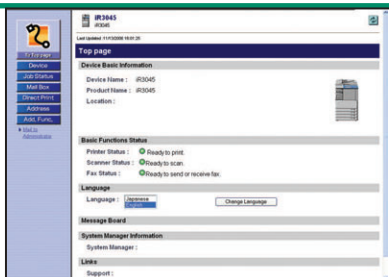 iR3045
iR3045
Last Updated :11/1/2008 16:01:25
To Top page
Device
Job Status
Mail Box
Direct Print
Address
Add. Func.
Mail to
Administrator
Top page
Device Basic Information
Device Name : iR3045
Product Name : iR3045
Location :
Basic Functions Status
Printer Status : Ready to print.
Scanner Status : Ready to scan.
Fax Status : Ready to send or receive fax.
Language
Language : Japanese
English
Change Language
Message Board
System Manager Information
System Manager :
Links
Support :